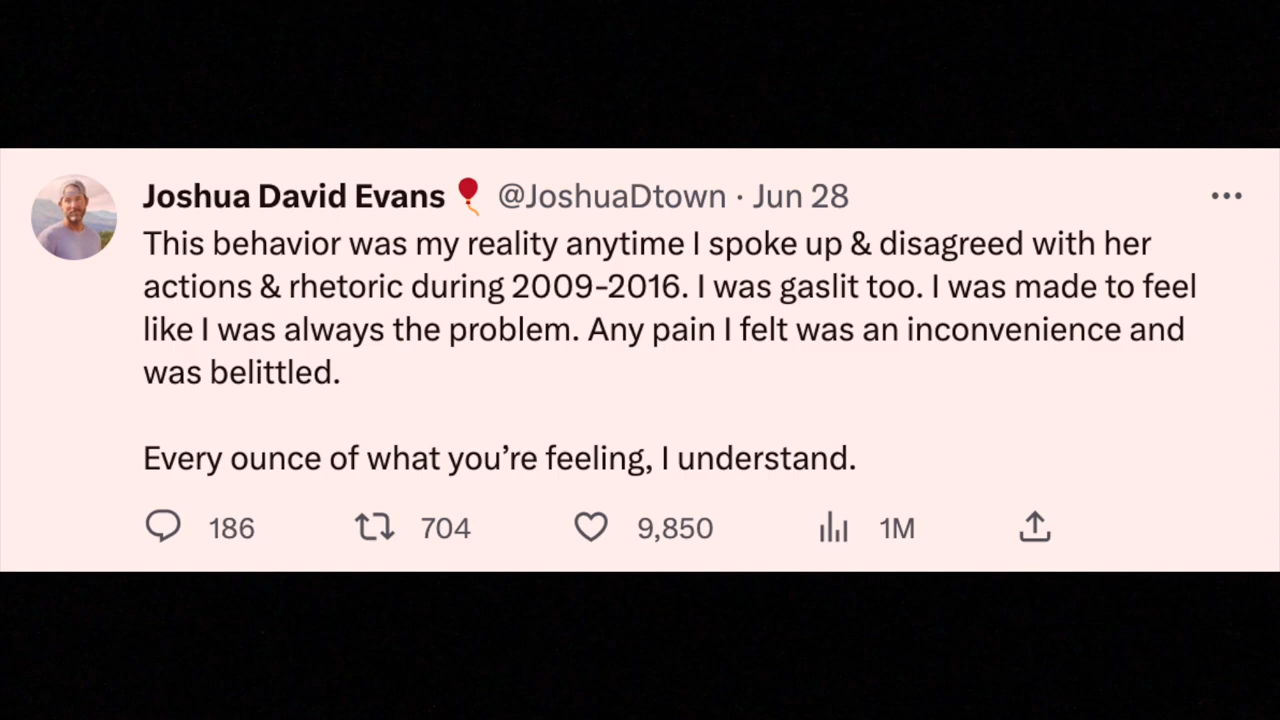 Joshua David Evans🎈 @JoshuaDtown · Jun 28
This behavior was my reality anytime I spoke up & disagreed with her
actions & rhetoric during 2009-2016. I was gaslit too. I was made to feel
like I was always the problem. Any pain I felt was an inconvenience and
was belittled.
Every ounce of what you’re feeling, I understand.
186 704 9,850 1M